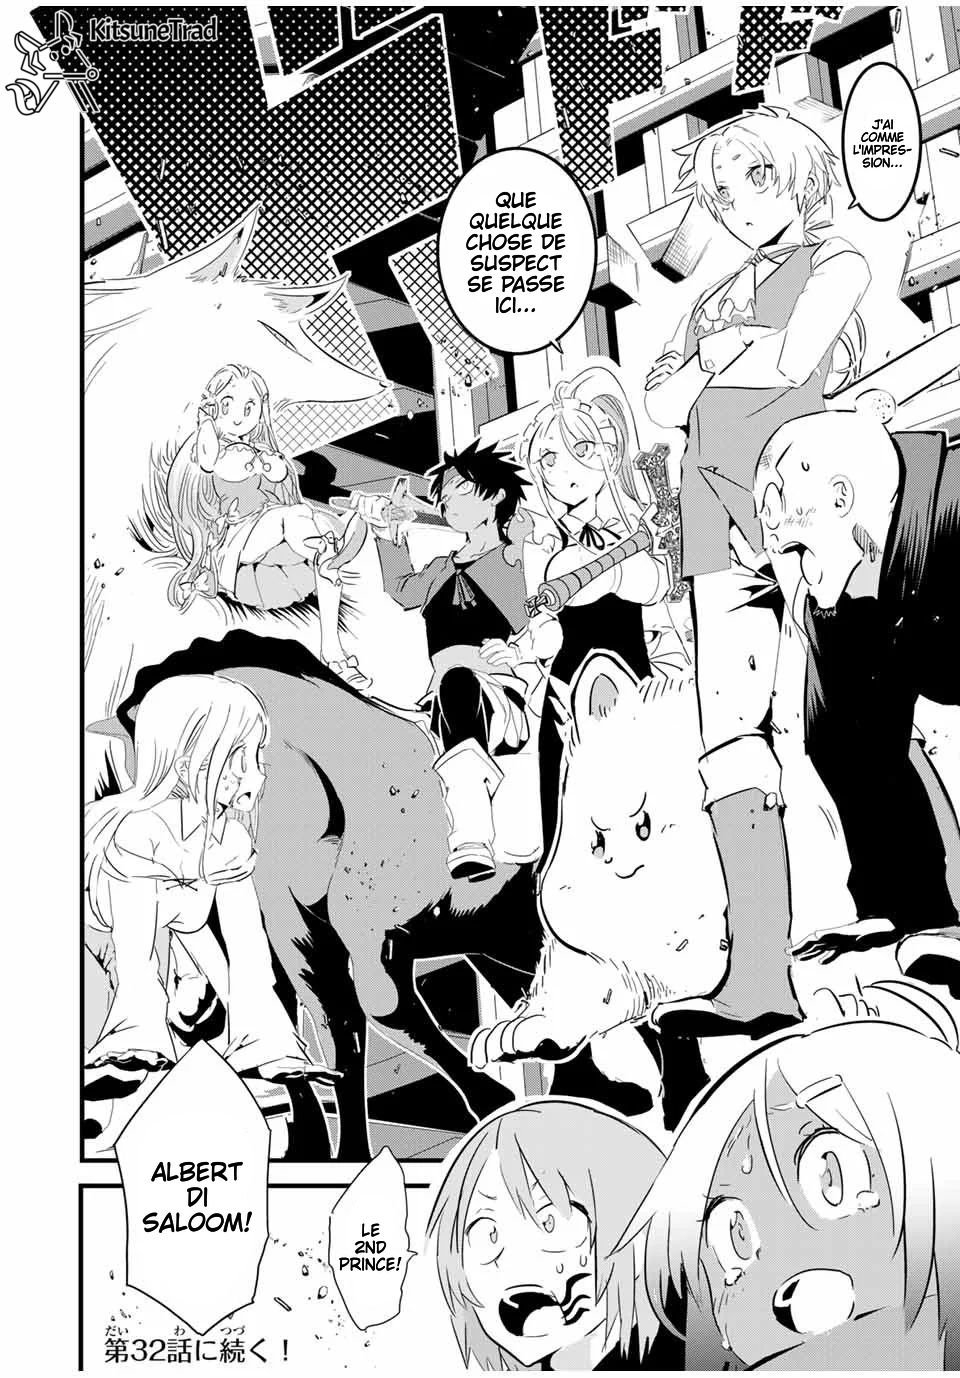 KitsuneTrad
J'AI
COMME
L'IMPRES-
SION...
QUE
QUELQUE
CHOSE DE
SUSPECT
SE PASSE
ICI...
ALBERT
DI
SALOOM!
LE
2ND
PRINCE!
第32話に続く！